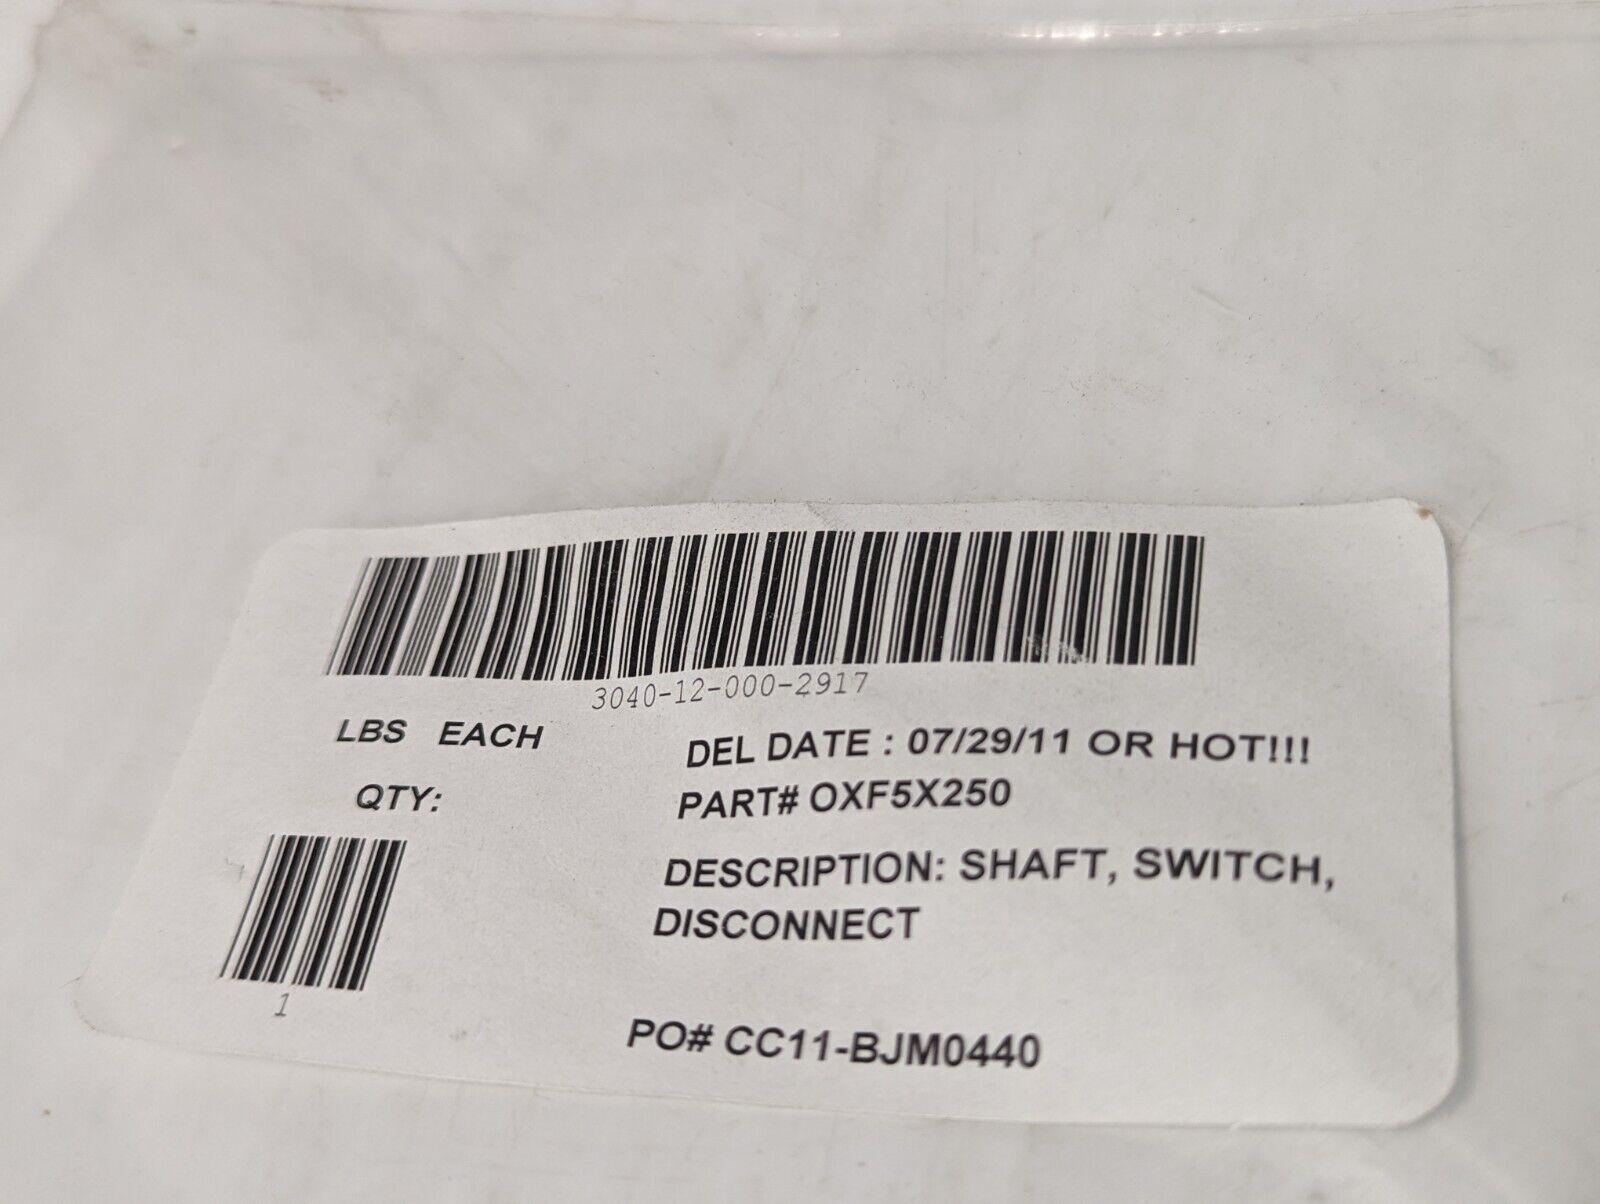 3040-12-000-2917
LBS EACH
DEL DATE : 07/29/11 OR HOT!!!
QTY:
PART# OXF5X250
DESCRIPTION: SHAFT, SWITCH,
DISCONNECT
1
PO# CC11-BJM0440